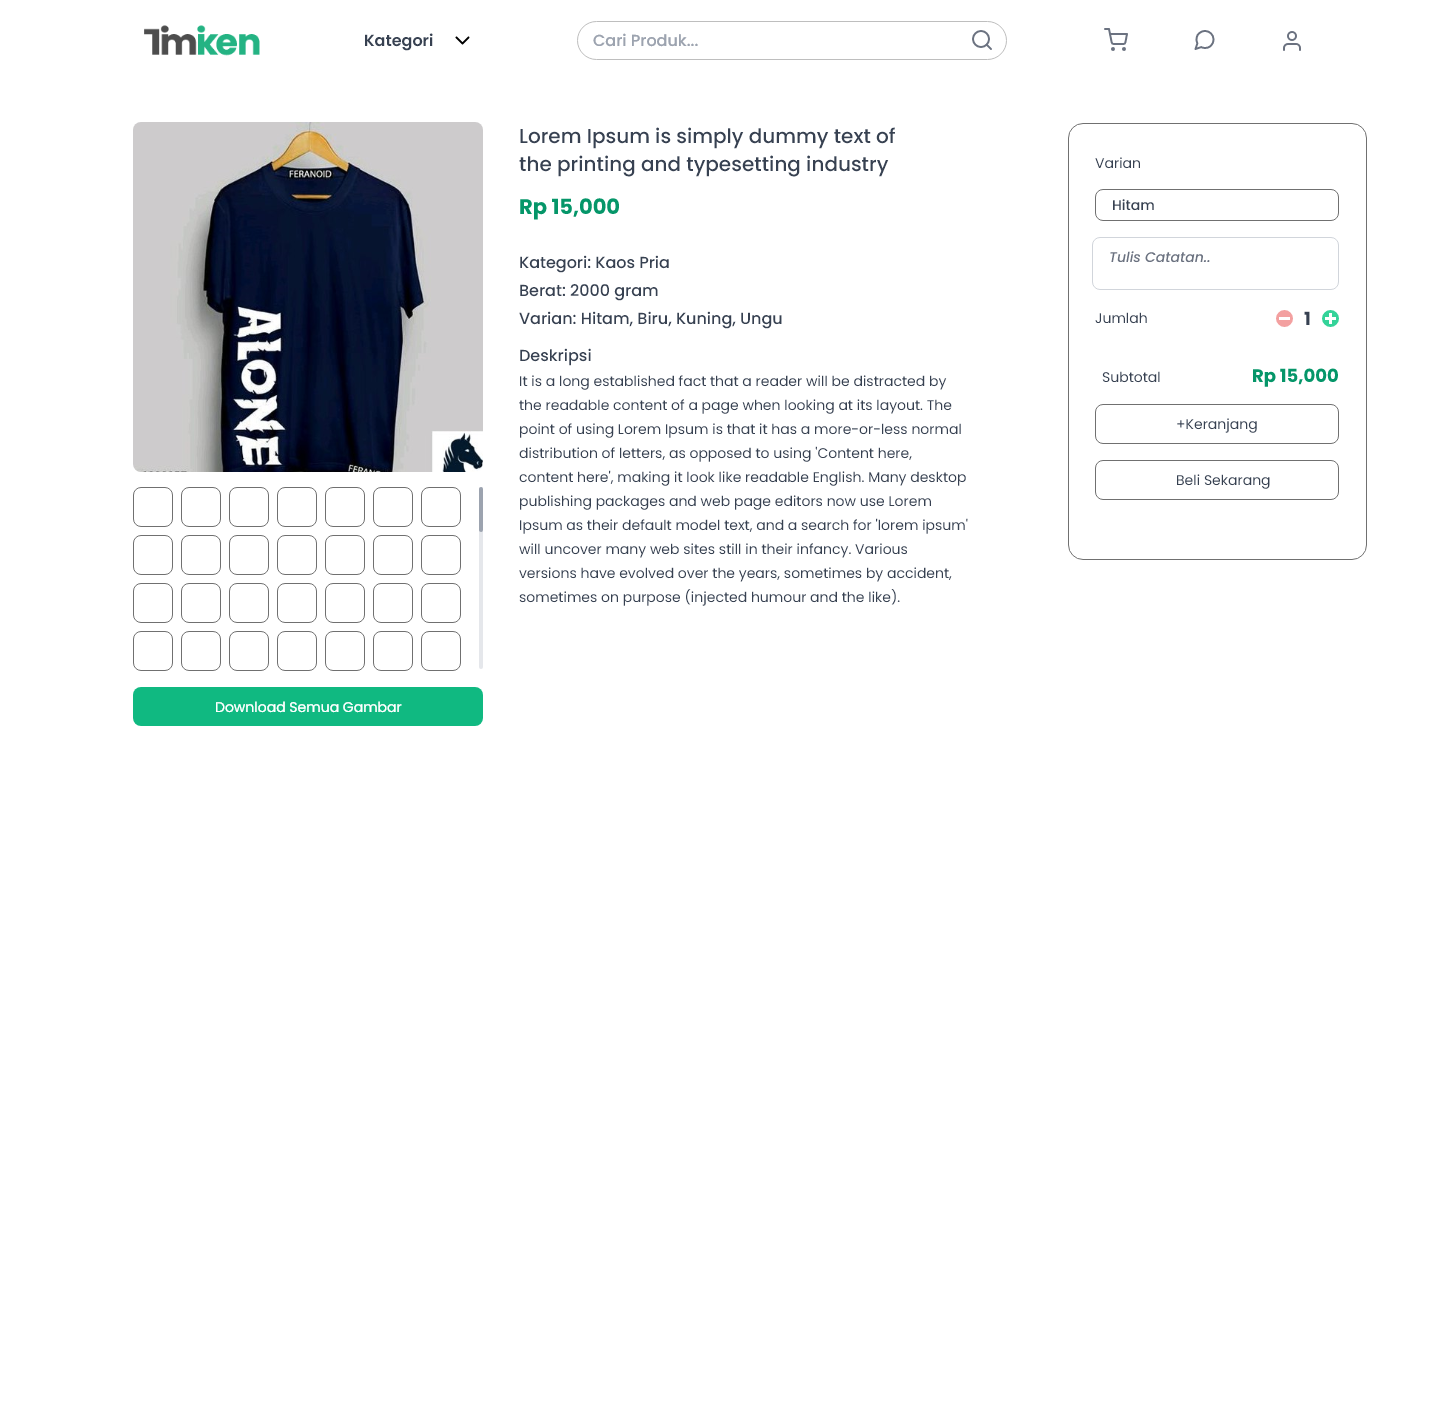 Timken
Kategori
Cari Produk...
FERANOID
ALONE
Download Semua Gambar
Lorem Ipsum is simply dummy text of
the printing and typesetting industry
Rp 15,000
Kategori: Kaos Pria
Berat: 2000 gram
Varian: Hitam, Biru, Kuning, Ungu
Deskripsi
It is a long established fact that a reader will be distracted by
the readable content of a page when looking at its layout. The
point of using Lorem Ipsum is that it has a more-or-less normal
distribution of letters, as opposed to using 'Content here,
content here', making it look like readable English. Many desktop
publishing packages and web page editors now use Lorem
Ipsum as their default model text, and a search for 'lorem ipsum'
will uncover many web sites still in their infancy. Various
versions have evolved over the years, sometimes by accident,
sometimes on purpose (injected humour and the like).
Varian
Hitam
Tulis Catatan..
Jumlah
1
Subtotal
Rp 15,000
+Keranjang
Beli Sekarang